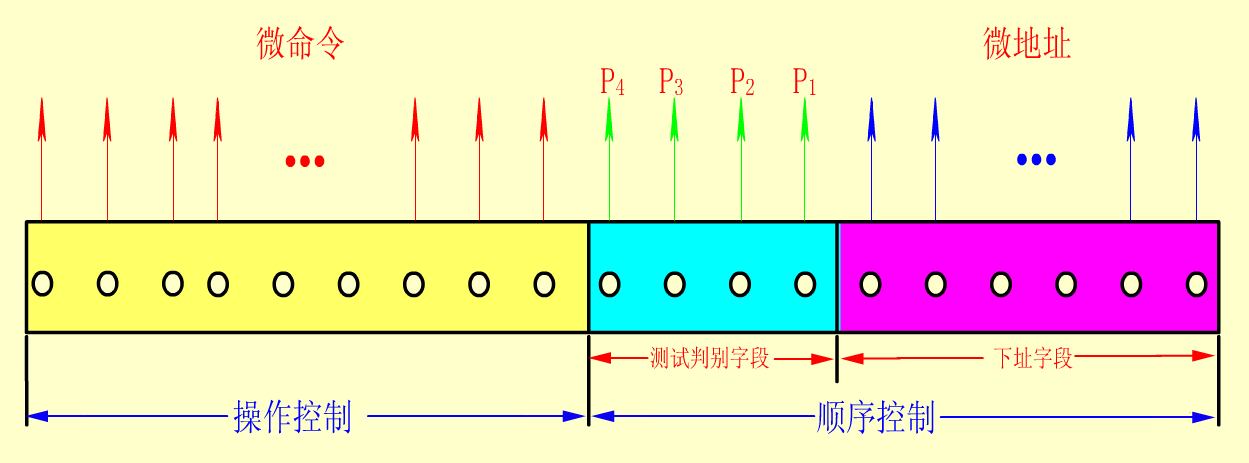 微命令
微地址
P4 P3 P2 P1
测试判别字段
下址字段
操作控制
顺序控制